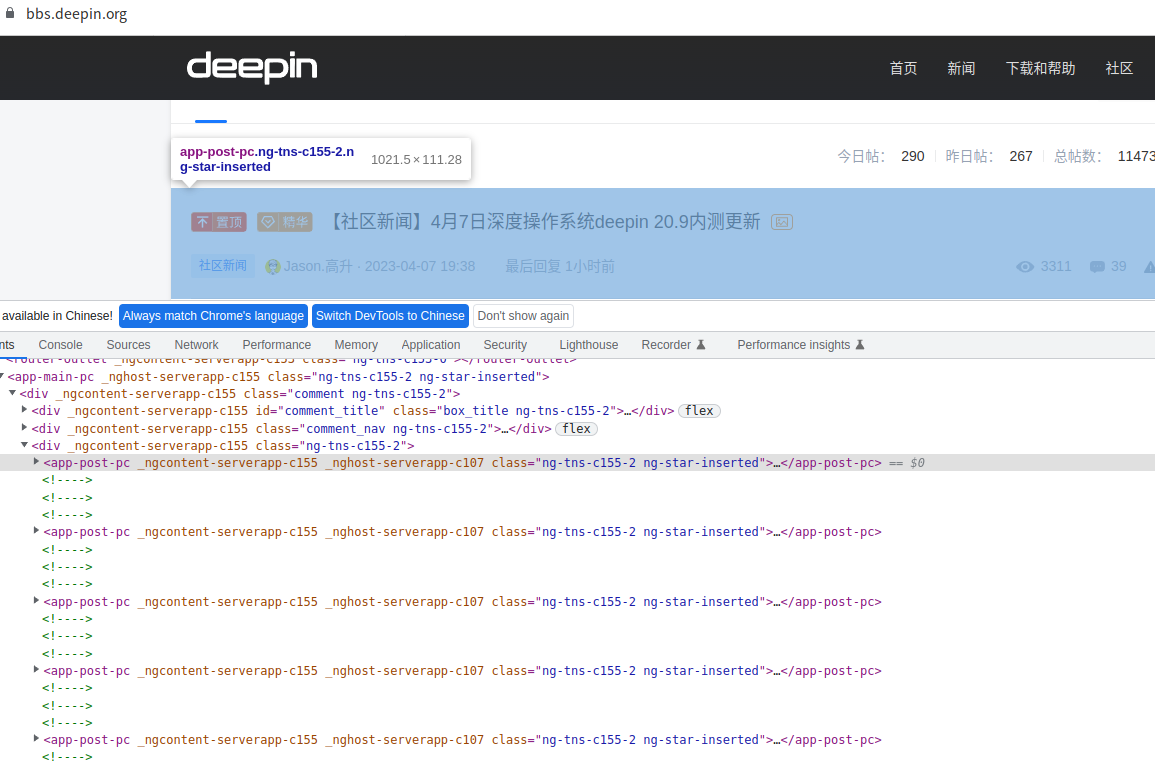 bbs.deepin.org
deepin
首页 新闻 下载和帮助 社区
app-post-pc.ng-tns-c155-2.n
g-star-inserted
1021.5 × 111.28
今日帖: 290 昨日帖: 267 总帖数: 11473
置顶 精华 【社区新闻】4月7日深度操作系统deepin 20.9内测更新
社区新闻 Jason.高升 · 2023-04-07 19:38 最后回复 1小时前 3311 39
available in Chinese! Always match Chrome's language Switch DevTools to Chinese Don't show again
nts Console Sources Network Performance Memory Application Security Lighthouse Recorder Performance insights
<router-outlet _ngcontent-serverapp-c155 class="ng-tns-c155-0"></router-outlet>
<app-main-pc _nghost-serverapp-c155 class="ng-tns-c155-2 ng-star-inserted">
<div _ngcontent-serverapp-c155 class="comment ng-tns-c155-2">
<div _ngcontent-serverapp-c155 id="comment_title" class="box_title ng-tns-c155-2">…</div> flex
<div _ngcontent-serverapp-c155 class="comment_nav ng-tns-c155-2">…</div> flex
<div _ngcontent-serverapp-c155 class="ng-tns-c155-2">
<app-post-pc _ngcontent-serverapp-c155 _nghost-serverapp-c107 class="ng-tns-c155-2 ng-star-inserted">…</app-post-pc> == $0
<!---->
<!---->
<!---->
<app-post-pc _ngcontent-serverapp-c155 _nghost-serverapp-c107 class="ng-tns-c155-2 ng-star-inserted">…</app-post-pc>
<!---->
<!---->
<!---->
<app-post-pc _ngcontent-serverapp-c155 _nghost-serverapp-c107 class="ng-tns-c155-2 ng-star-inserted">…</app-post-pc>
<!---->
<!---->
<!---->
<app-post-pc _ngcontent-serverapp-c155 _nghost-serverapp-c107 class="ng-tns-c155-2 ng-star-inserted">…</app-post-pc>
<!---->
<!---->
<!---->
<app-post-pc _ngcontent-serverapp-c155 _nghost-serverapp-c107 class="ng-tns-c155-2 ng-star-inserted">…</app-post-pc>
<!---->